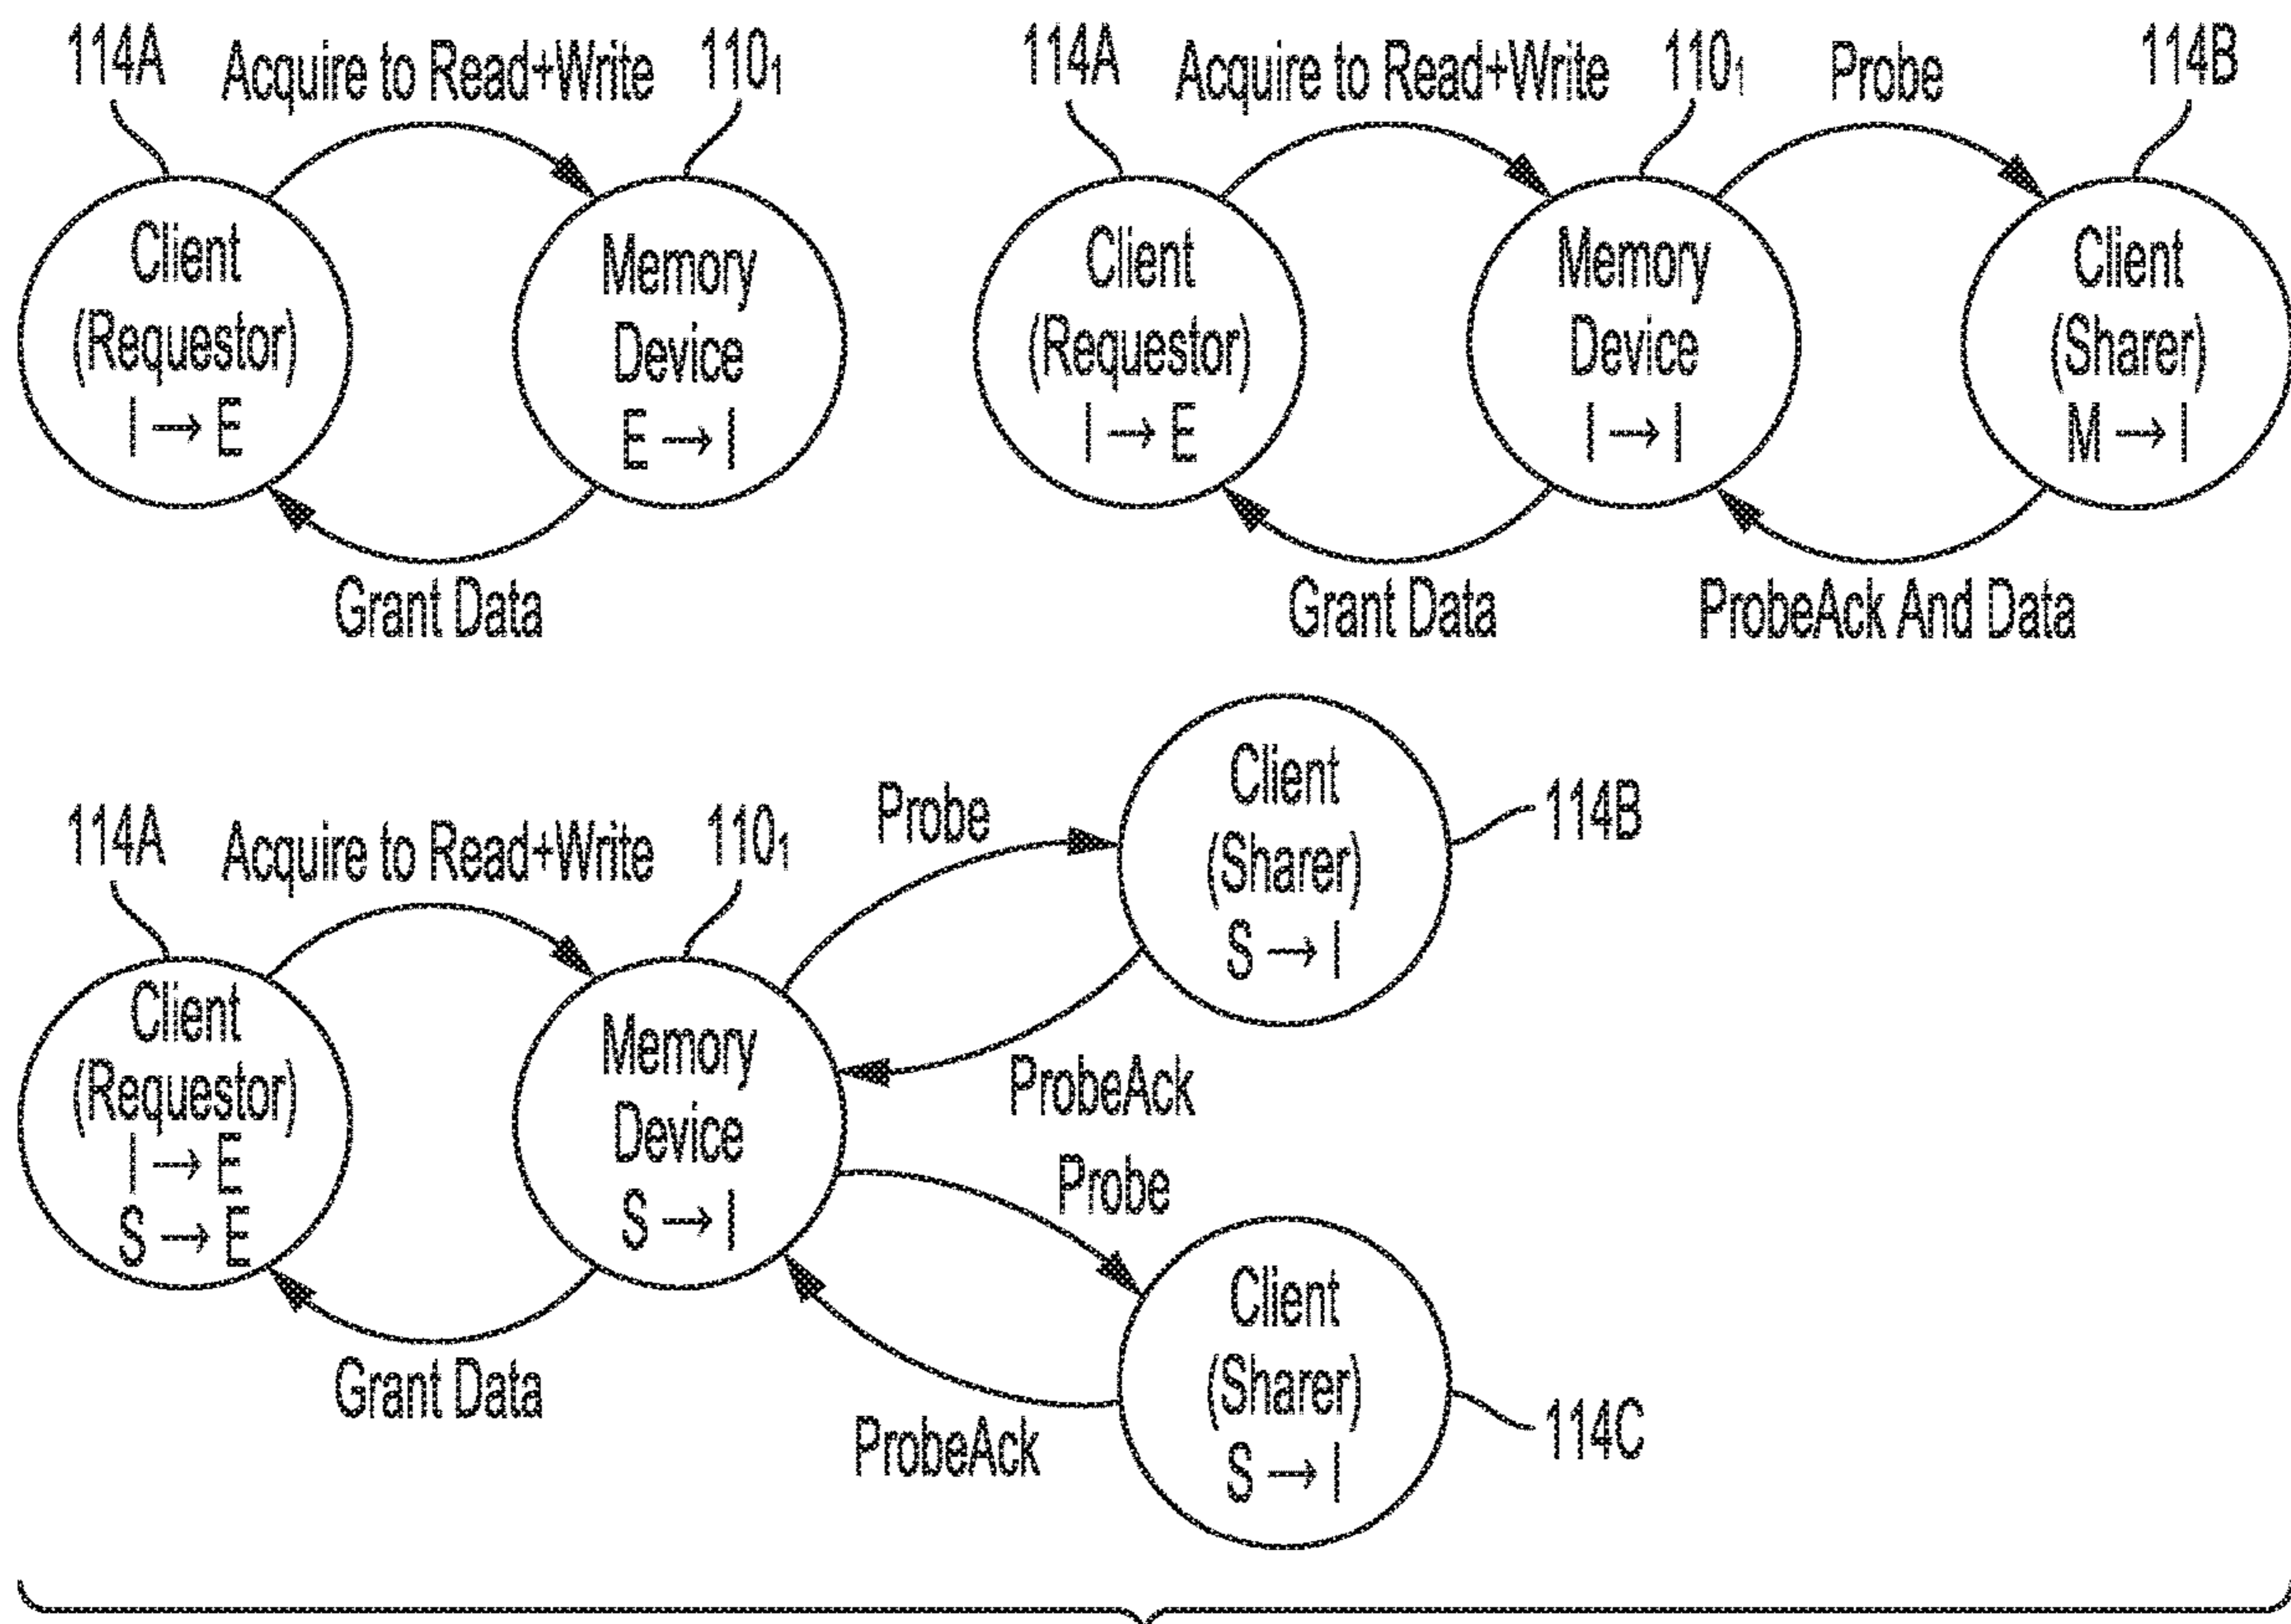 114A
Acquire to Read+Write
110₁
Client
(Requestor)
I → E
Memory
Device
E → I
Grant Data
114A
Acquire to Read+Write
110₁
Probe
114B
Client
(Requestor)
I → E
Memory
Device
I → I
Client
(Sharer)
M → I
Grant Data
ProbeAck And Data
114A
Acquire to Read+Write
110₁
Probe
Client
(Sharer)
S → I
114B
Client
(Requestor)
I → E
S → E
Memory
Device
S → I
ProbeAck
Probe
Grant Data
ProbeAck
Client
(Sharer)
S → I
114C